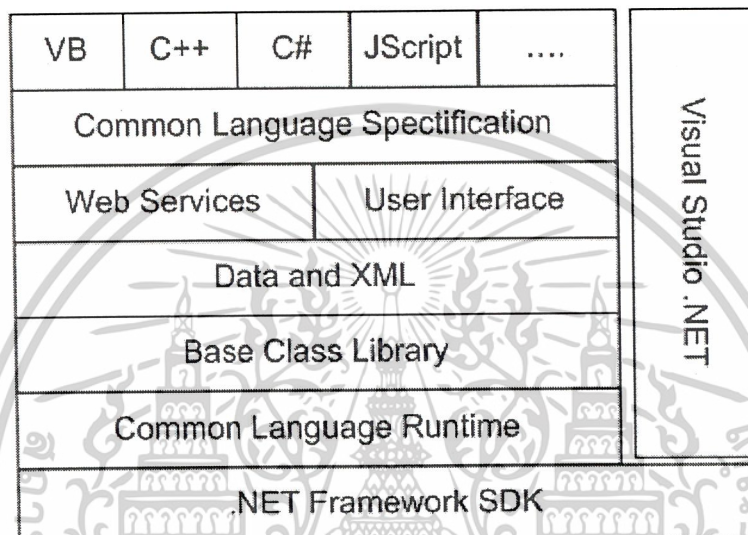 VB C++ C# JScript ....
Common Language Spectification
Web Services User Interface
Data and XML
Base Class Library
Common Language Runtime
.NET Framework SDK
Visual Studio .NET